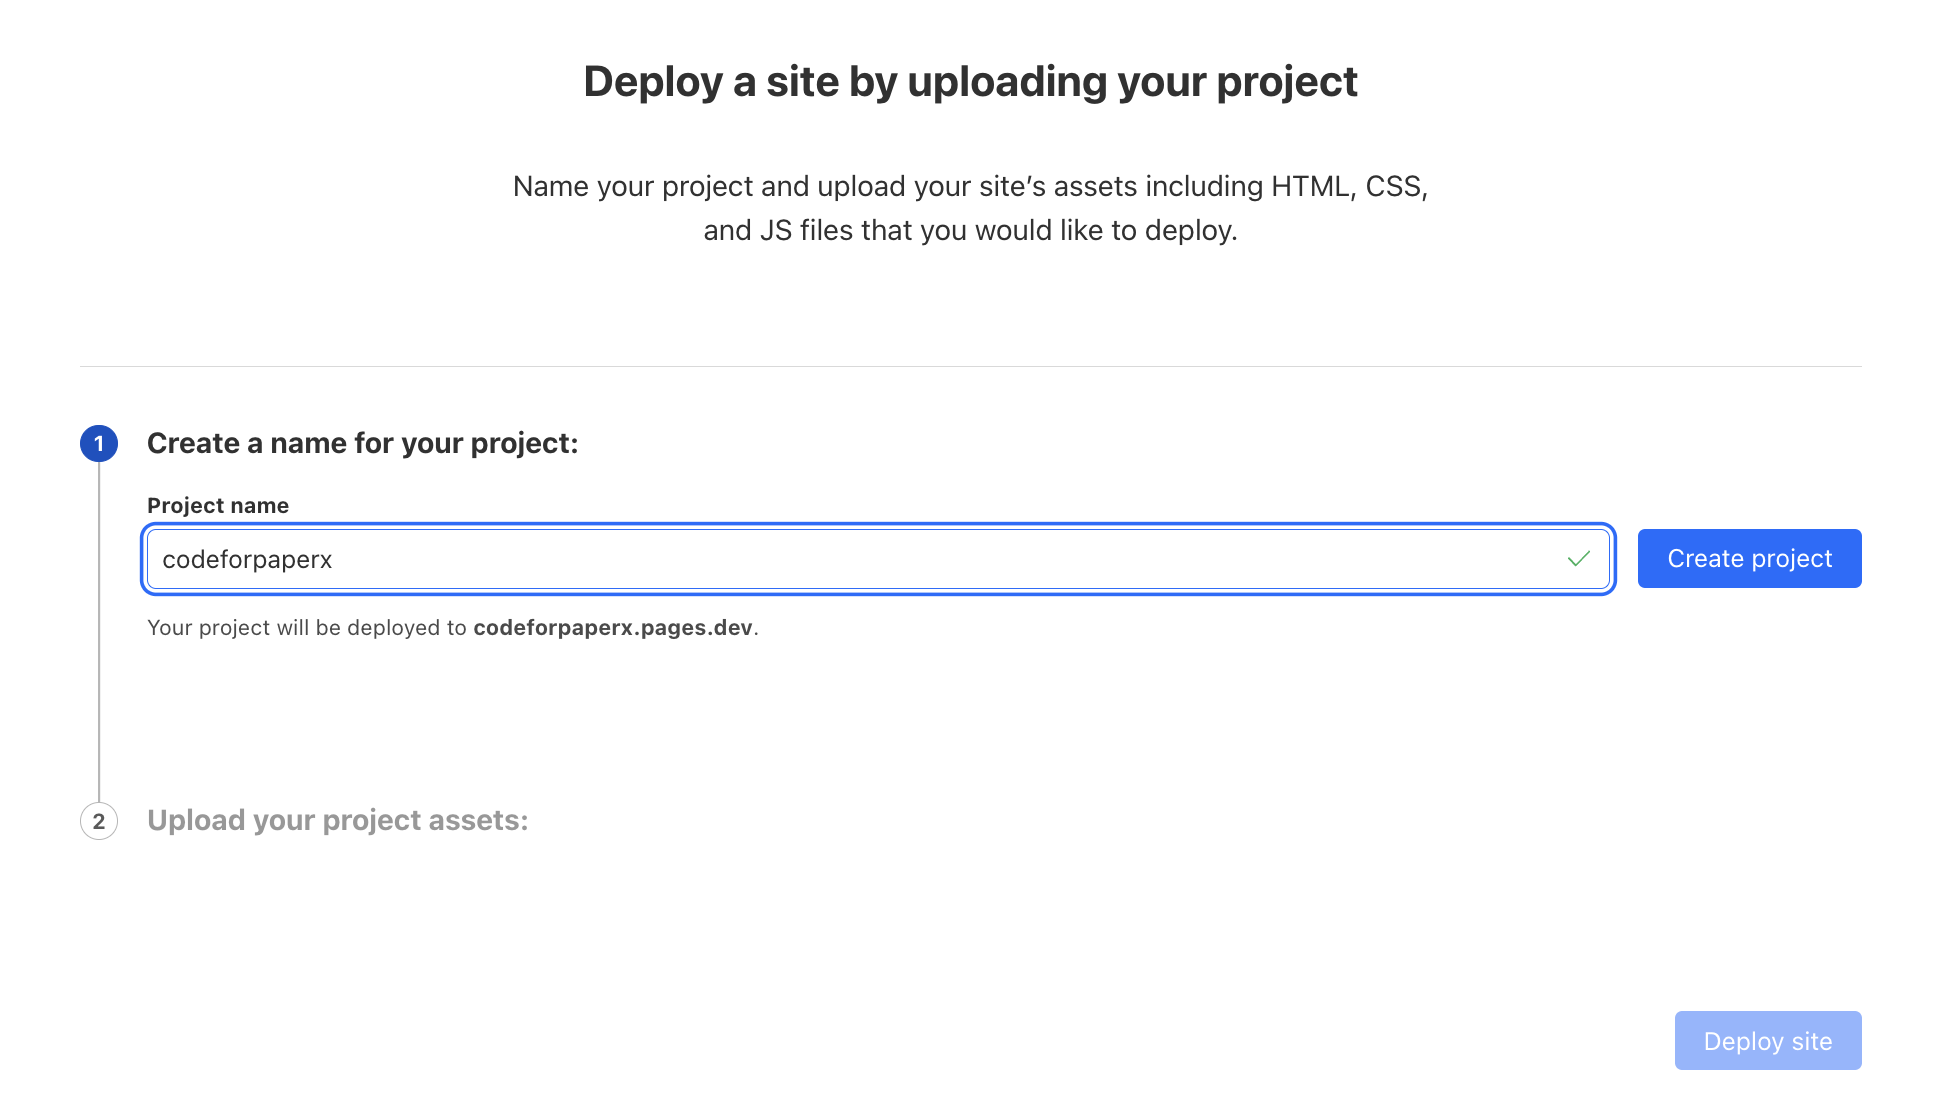 Deploy a site by uploading your project
Name your project and upload your site’s assets including HTML, CSS,
and JS files that you would like to deploy.
1 Create a name for your project:
Project name
codeforpaperx
Create project
Your project will be deployed to codeforpaperx.pages.dev.
2 Upload your project assets:
Deploy site